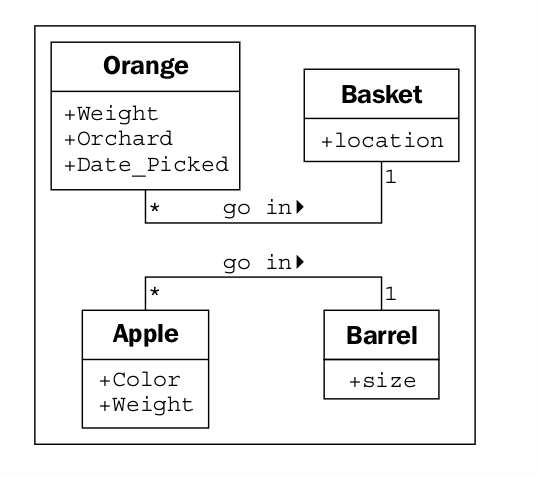 Orange
+Weight
+Orchard
+Date_Picked
Basket
+location
1
* go in
go in
* 1
Apple
+Color
+Weight
Barrel
+size